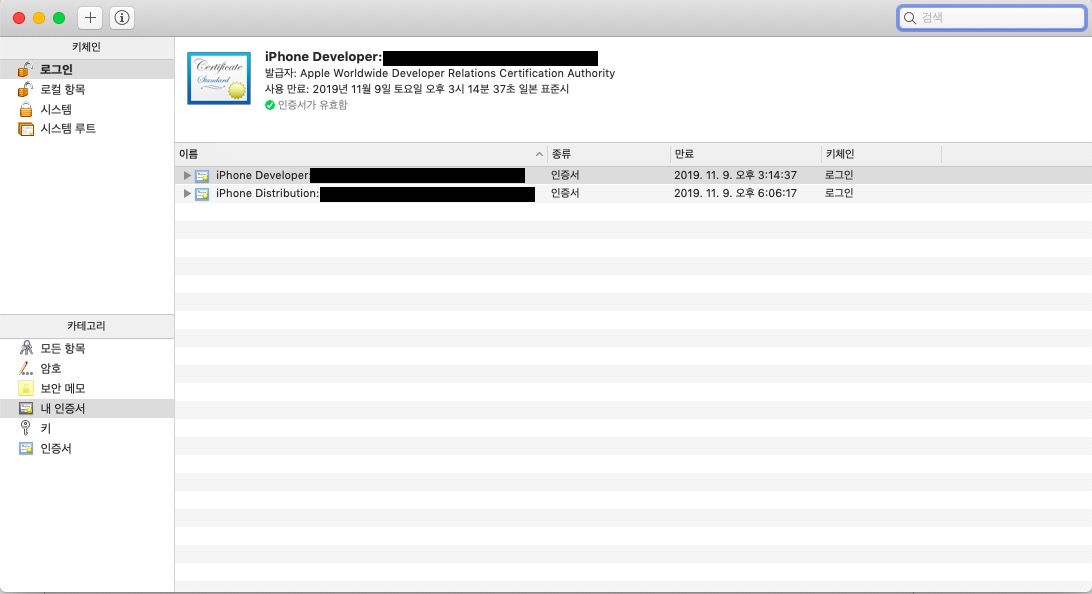 검색
키체인
로그인
로컬 항목
시스템
시스템 루트
Certificate
Standard
iPhone Developer:
발급자: Apple Worldwide Developer Relations Certification Authority
사용 만료: 2019년 11월 9일 토요일 오후 3시 14분 37초 일본 표준시
인증서가 유효함
이름 종류 만료 키체인
iPhone Developer: 인증서 2019. 11. 9. 오후 3:14:37 로그인
iPhone Distribution: 인증서 2019. 11. 9. 오후 6:06:17 로그인
카테고리
모든 항목
암호
보안 메모
내 인증서
키
인증서